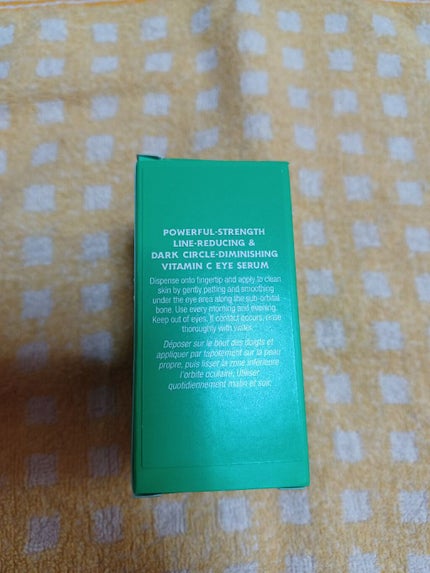 POWERFUL-STRENGTH
LINE-REDUCING &
DARK CIRCLE-DIMINISHING
VITAMIN C EYE SERUM
Dispense onto fingertip and apply to clean
skin by gently patting and smoothing
under the eye area along the sub-orbital
bone. Use every morning and evening.
Keep out of eyes. If contact occurs, rinse
thoroughly with water.
Déposer sur le bout des doigts et
appliquer par tapotement sur la peau
propre, puis lisser la zone inférieure
l'orbite oculaire. Utiliser
quotidiennement matin et soir.